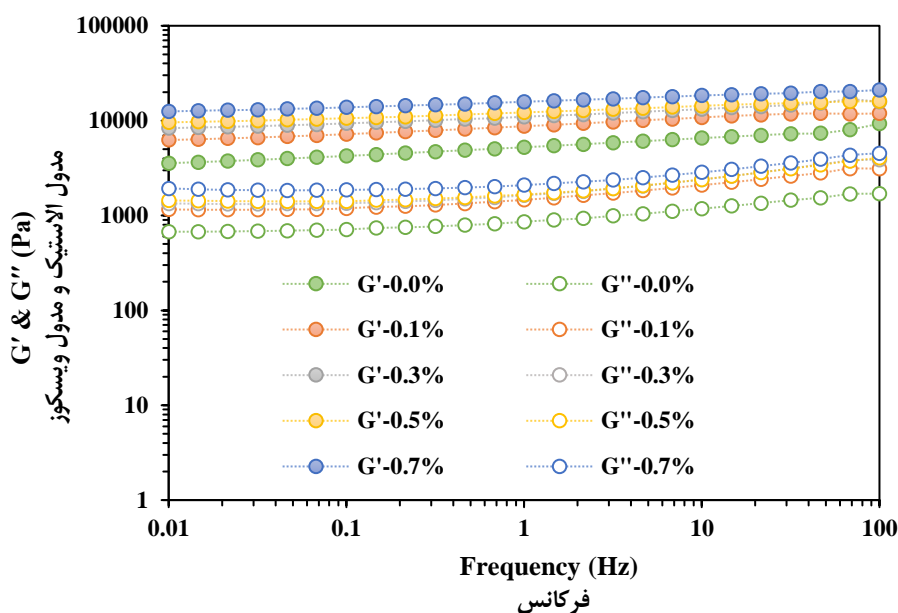 100000
10000
1000
100
10
1
G′ & G″ (Pa)
مدول الاستیک و مدول ویسکوز
G'-0.0%
G''-0.0%
G'-0.1%
G''-0.1%
G'-0.3%
G''-0.3%
G'-0.5%
G''-0.5%
G'-0.7%
G''-0.7%
0.01 0.1 1 10 100
Frequency (Hz)
فرکانس